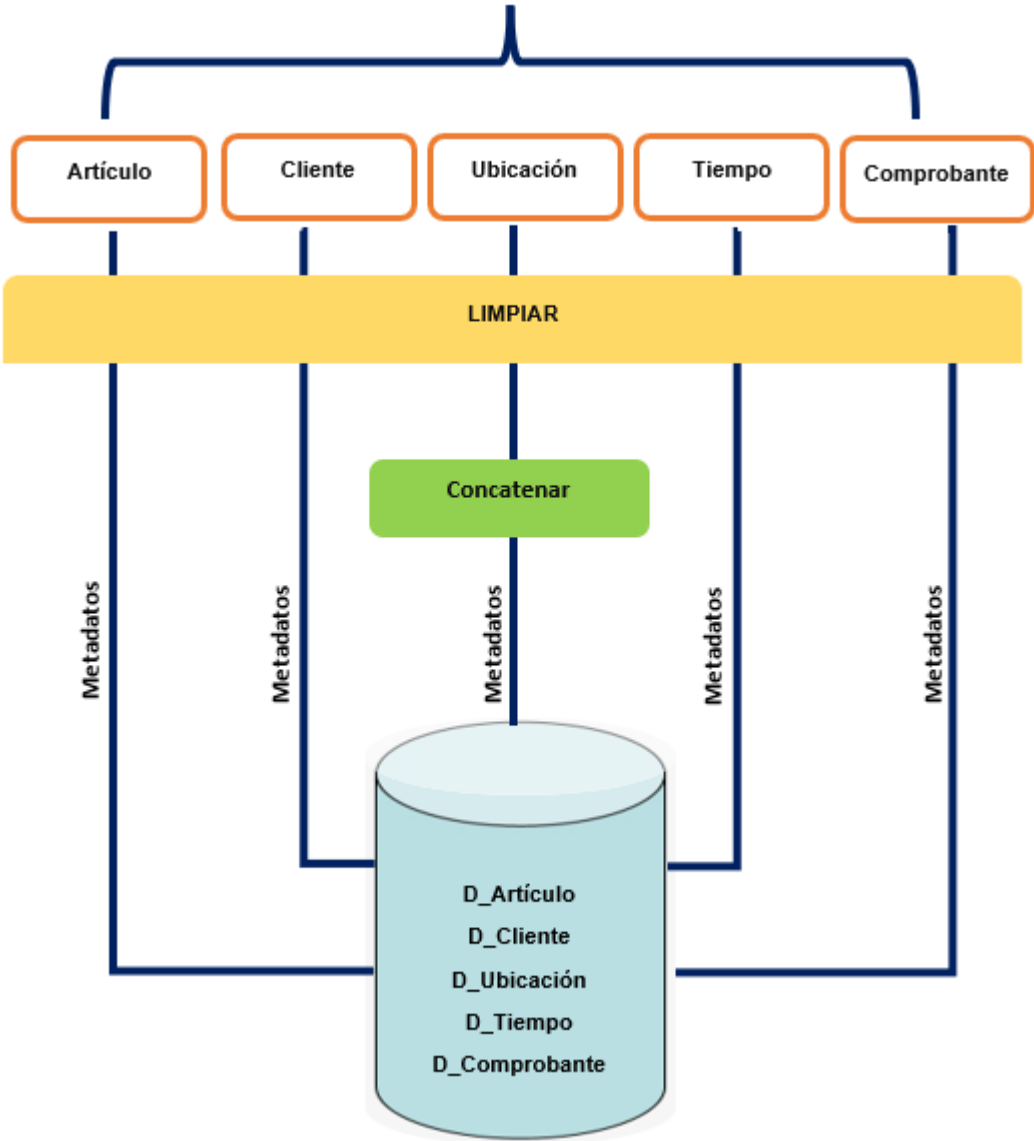 Artículo
Cliente
Ubicación
Tiempo
Comprobante
LIMPIAR
Concatenar
Metadatos
Metadatos
Metadatos
Metadatos
Metadatos
D_Artículo
D_Cliente
D_Ubicación
D_Tiempo
D_Comprobante